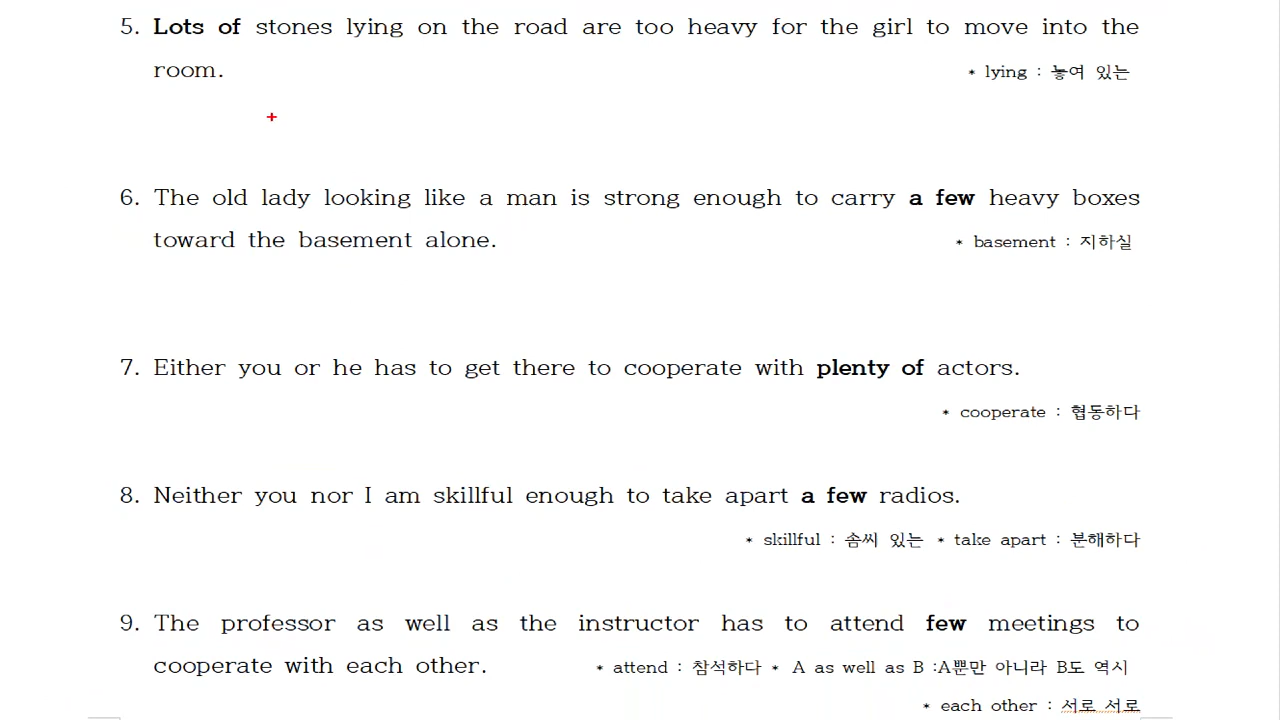 5. Lots of stones lying on the road are too heavy for the girl to move into the
room. * lying : 놓여 있는
6. The old lady looking like a man is strong enough to carry a few heavy boxes
toward the basement alone. * basement : 지하실
7. Either you or he has to get there to cooperate with plenty of actors.
* cooperate : 협동하다
8. Neither you nor I am skillful enough to take apart a few radios.
* skillful : 솜씨 있는 * take apart : 분해하다
9. The professor as well as the instructor has to attend few meetings to
cooperate with each other. * attend : 참석하다 * A as well as B :A뿐만 아니라 B도 역시
* each other : 서로 서로